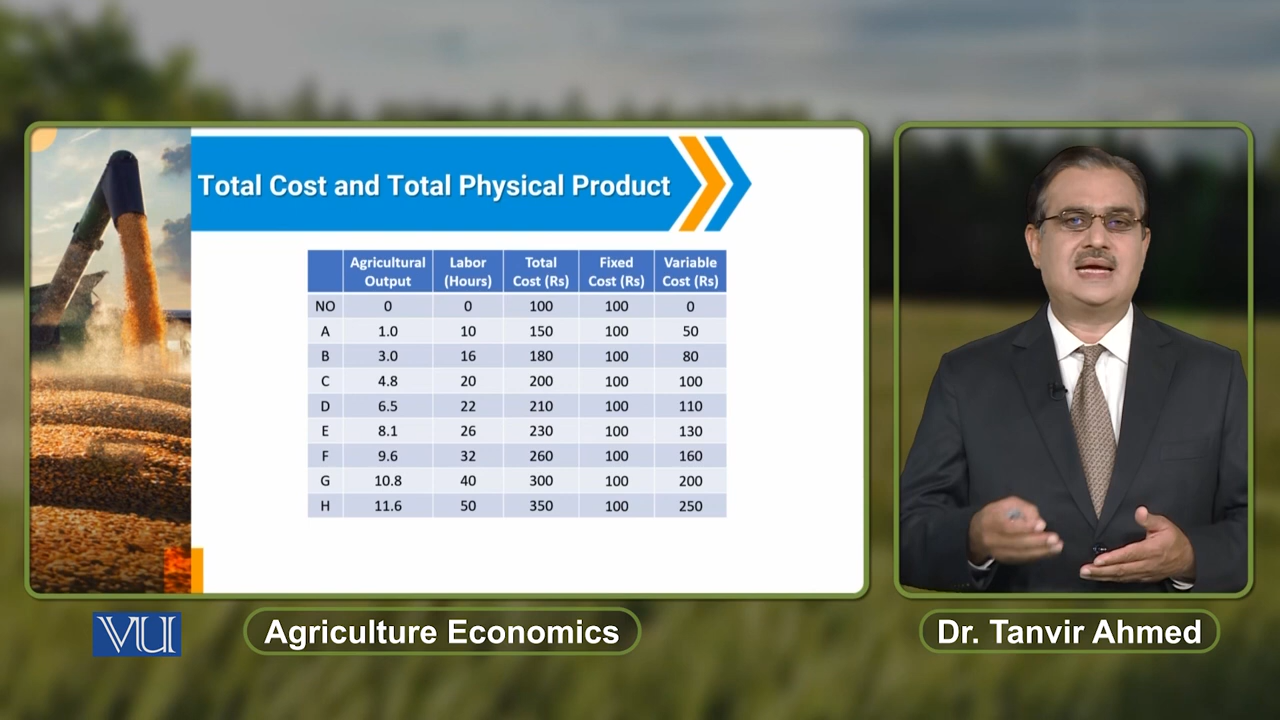 Total Cost and Total Physical Product
Agricultural Output Labor (Hours) Total Cost (Rs) Fixed Cost (Rs) Variable Cost (Rs)
NO 0 0 100 100 0
A 1.0 10 150 100 50
B 3.0 16 180 100 80
C 4.8 20 200 100 100
D 6.5 22 210 100 110
E 8.1 26 230 100 130
F 9.6 32 260 100 160
G 10.8 40 300 100 200
H 11.6 50 350 100 250
VU
Agriculture Economics
Dr. Tanvir Ahmed